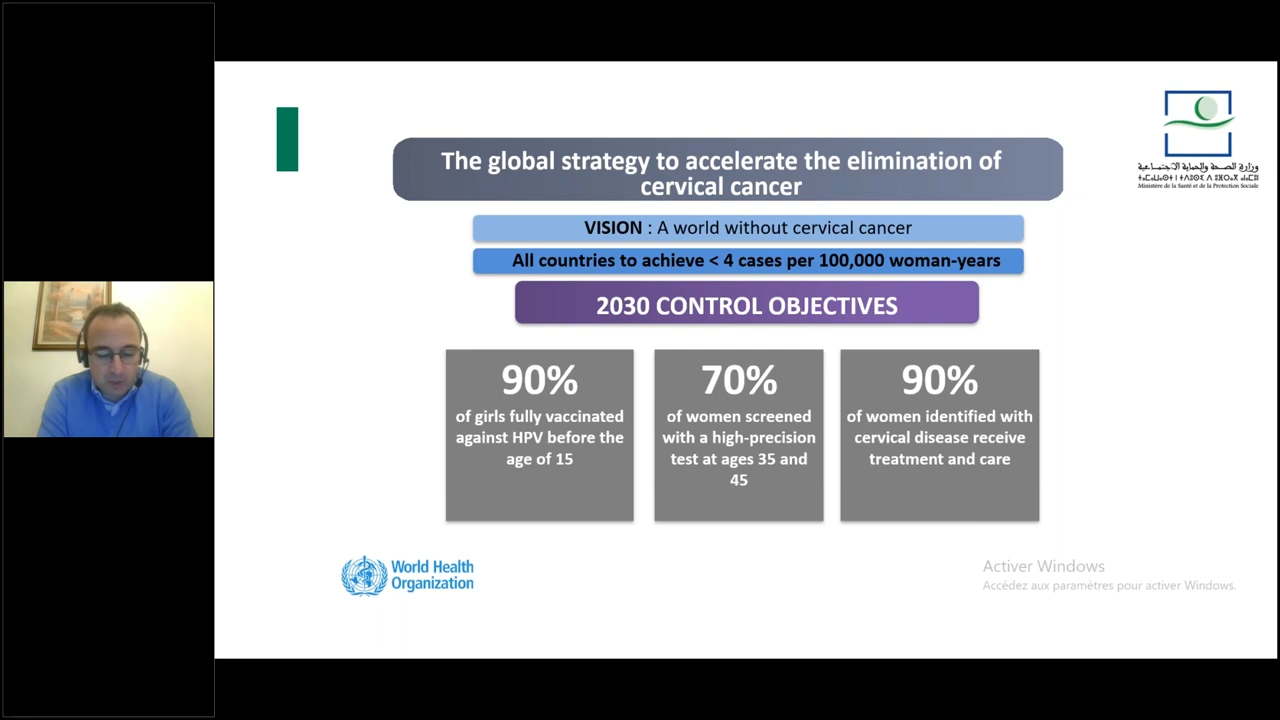 The global strategy to accelerate the elimination of
cervical cancer
VISION : A world without cervical cancer
All countries to achieve < 4 cases per 100,000 woman-years
2030 CONTROL OBJECTIVES
90%
of girls fully vaccinated
against HPV before the
age of 15
70%
of women screened
with a high-precision
test at ages 35 and
45
90%
of women identified with
cervical disease receive
treatment and care
وزارة الصحة والحماية الاجتماعية
Ministère de la Santé et de la Protection Sociale
World Health
Organization
Activer Windows
Accédez aux paramètres pour activer Windows.